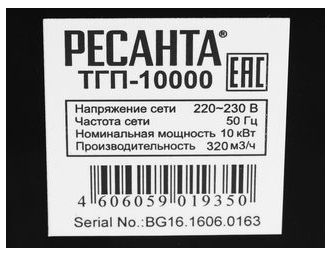 РЕСАНТА®
ТГП-10000 EAC
Напряжение сети 220~230 В
Частота сети 50 Гц
Номинальная мощность 10 кВт
Производительность 320 м3/ч
4 606059 019350
Serial No.:BG16.1606.0163